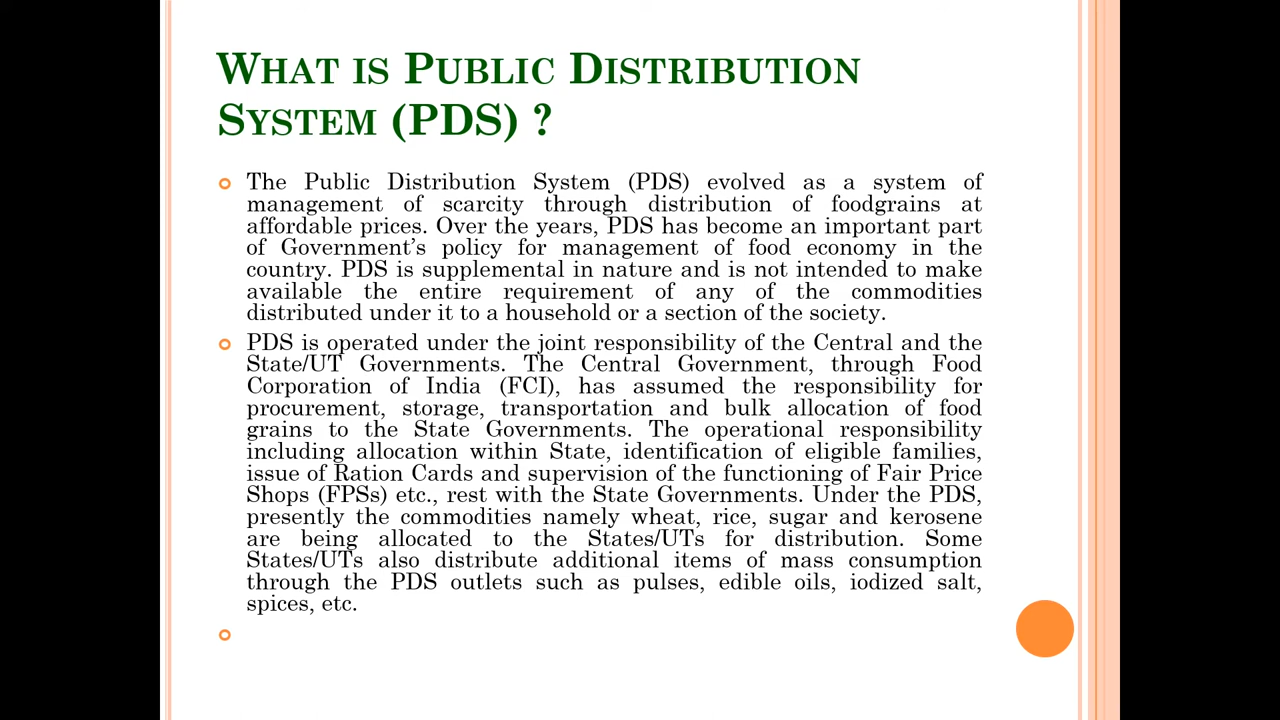 WHAT IS PUBLIC DISTRIBUTION
SYSTEM (PDS) ?
The Public Distribution System (PDS) evolved as a system of
management of scarcity through distribution of foodgrains at
affordable prices. Over the years, PDS has become an important part
of Government's policy for management of food economy in the
country. PDS is supplemental in nature and is not intended to make
available the entire requirement of any of the commodities
distributed under it to a household or a section of the society.
PDS is operated under the joint responsibility of the Central and the
State/UT Governments. The Central Government, through Food
Corporation of India (FCI), has assumed the responsibility for
procurement, storage, transportation and bulk allocation of food
grains to the State Governments. The operational responsibility
including allocation within State, identification of eligible families,
issue of Ration Cards and supervision of the functioning of Fair Price
Shops (FPSs) etc., rest with the State Governments. Under the PDS,
presently the commodities namely wheat, rice, sugar and kerosene
are being allocated to the States/UTs for distribution. Some
States/UTs also distribute additional items of mass consumption
through the PDS outlets such as pulses, edible oils, iodized salt,
spices, etc.